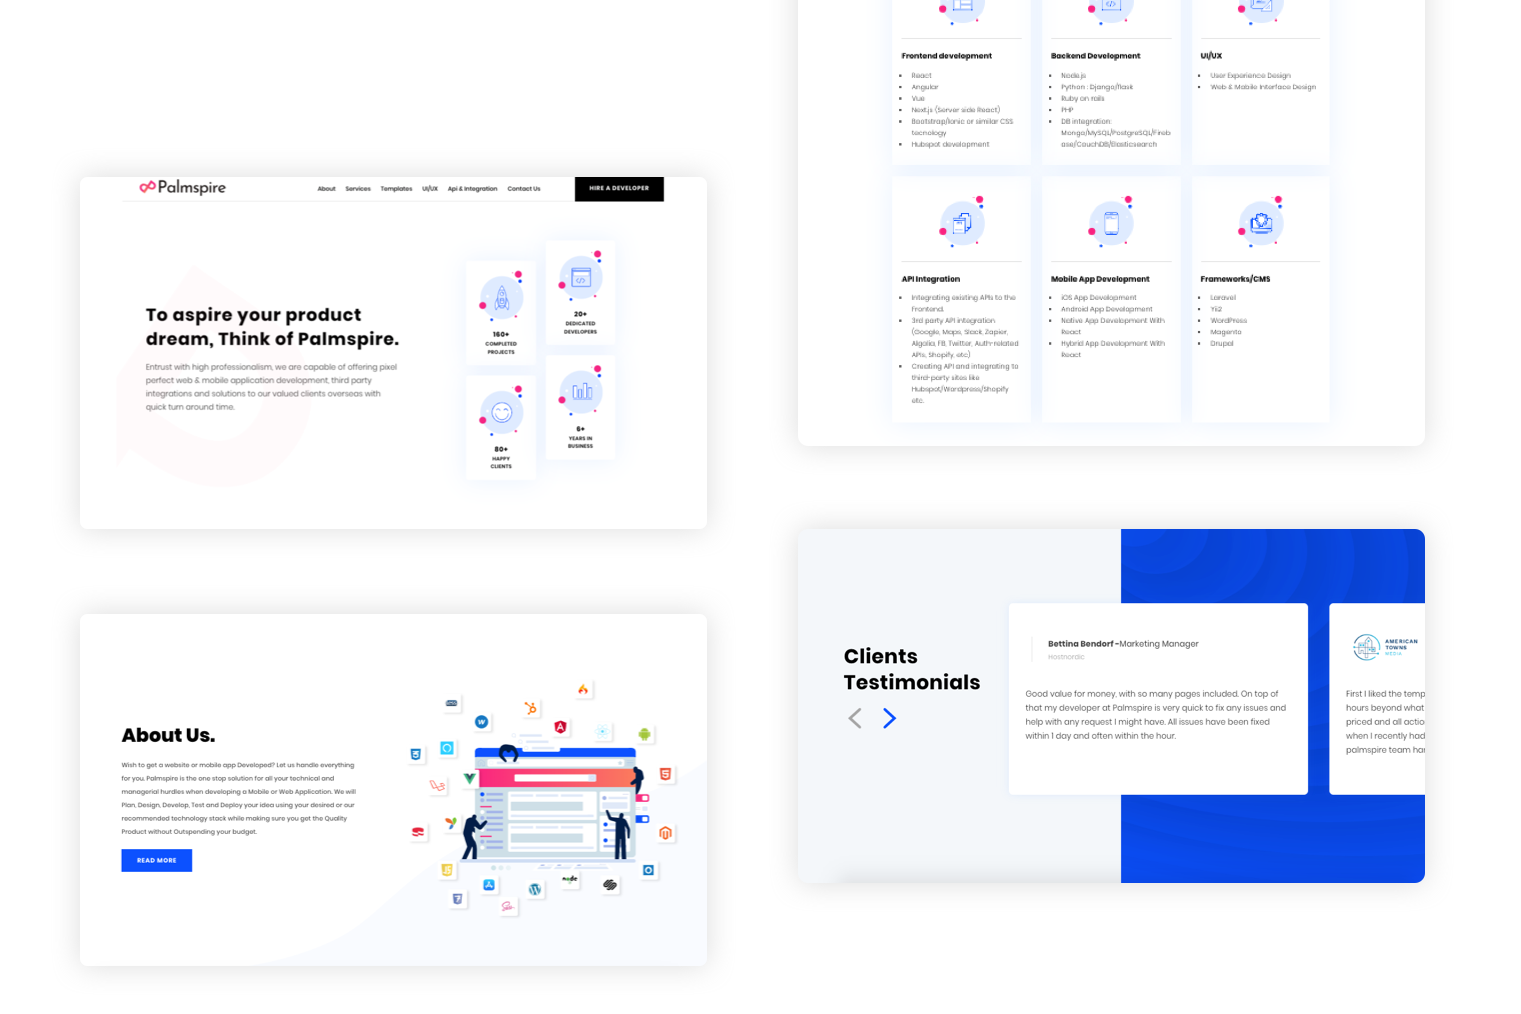 Palmspire
About Services Templates UI/UX Api & Integration Contact Us
HIRE A DEVELOPER
To aspire your product
dream, Think of Palmspire.
Entrust with high professionalism, we are capable of offering pixel
perfect web & mobile application development, third party
integrations and solutions to our valued clients overseas with
quick turn around time.
160+
COMPLETED
PROJECTS
20+
DEDICATED
DEVELOPERS
80+
HAPPY
CLIENTS
6+
YEARS IN
BUSINESS
About Us.
Wish to get a website or mobile app Developed? Let us handle everything
for you. Palmspire is the one stop solution for all your technical and
managerial hurdles when developing a Mobile or Web Application. We will
Plan, Design, Develop, Test and Deploy your idea using your desired or our
recommended technology stack while making sure you get the Quality
Product without Outspending your budget.
READ MORE
node
Frontend development
React
Angular
Vue
Next.js (Server side React)
Bootstrap/Ionic or similar CSS
tecnology
Hubspot development
Backend Development
Node.js
Python : Django/flask
Ruby on rails
PHP
DB integration:
Mongo/MySQL/PostgreSQL/Fireb
ase/CouchDB/Elasticsearch
UI/UX
User Experience Design
Web & Mobile Interface Design
API Integration
Integrating existing APIs to the
Frontend.
3rd party API integration
(Google, Maps, Slack, Zapier,
Algolia, FB, Twitter, Auth-related
APIs, Shopify, etc)
Creating API and integrating to
third-party sites like
Hubspot/Wordpress/Shopify
etc.
Mobile App Development
iOS App Development
Android App Development
Native App Development With
React
Hybrid App Development With
React
Frameworks/CMS
Laravel
Yii2
WordPress
Magento
Drupal
Clients
Testimonials
Bettina Bendorf -Marketing Manager
Hostnordic
Good value for money, with so many pages included. On top of
that my developer at Palmspire is very quick to fix any issues and
help with any request I might have. All issues have been fixed
within 1 day and often within the hour.
AMERICAN
TOWNS
MEDIA
First I liked the temp
hours beyond what
priced and all actio
when I recently had
palmspire team ha